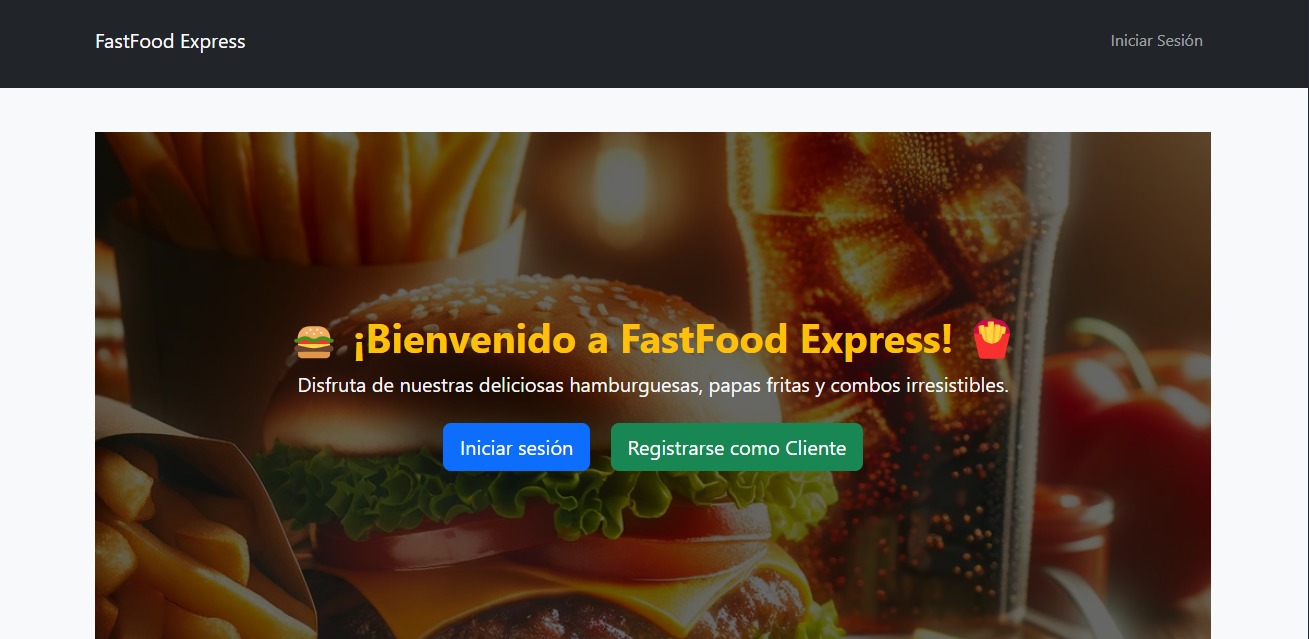 FastFood Express
Iniciar Sesión
🍔 ¡Bienvenido a FastFood Express! 🍟
Disfruta de nuestras deliciosas hamburguesas, papas fritas y combos irresistibles.
Iniciar sesión
Registrarse como Cliente